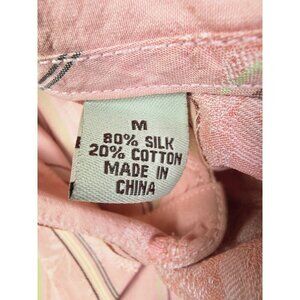 M
80% SILK
20% COTTON
MADE IN
CHINA